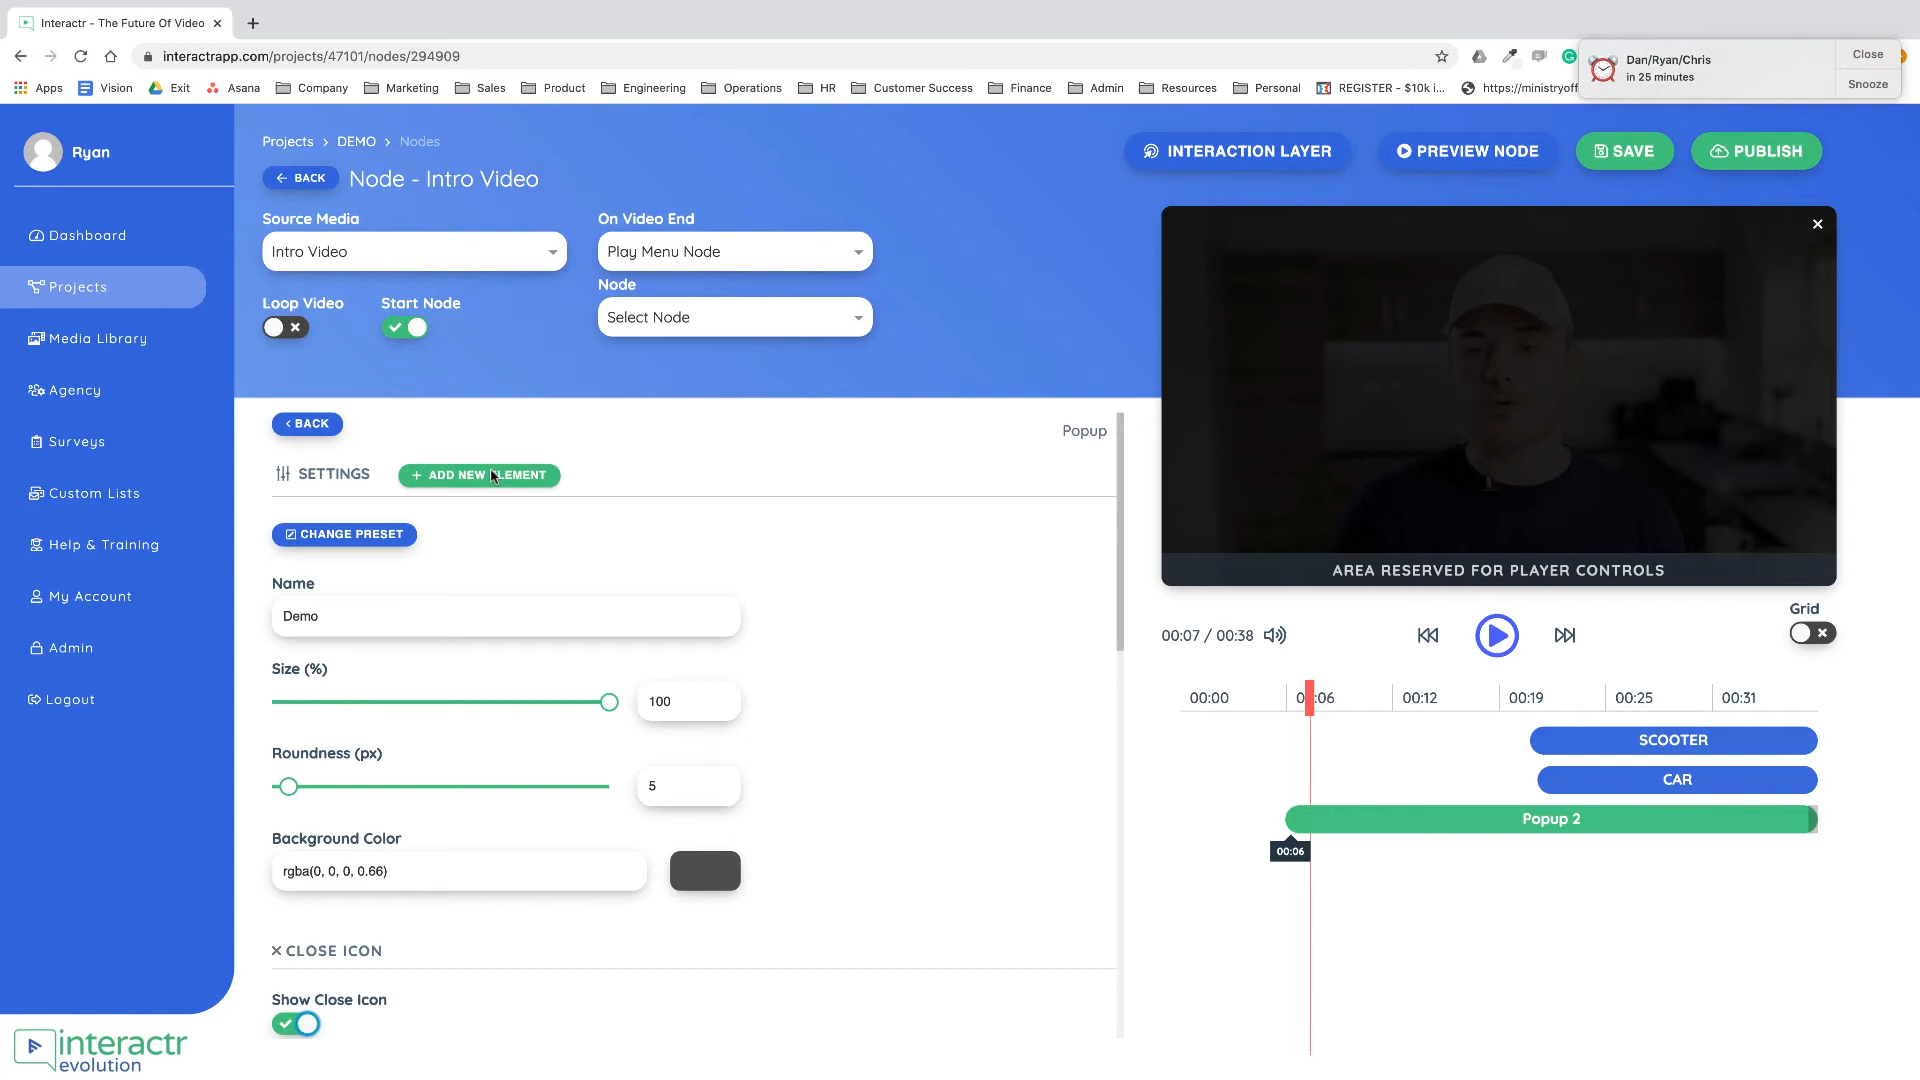 Interactr - The Future Of Video
interactrapp.com/projects/47101/nodes/294909
Dan/Ryan/Chris
in 25 minutes
Close
Snooze
Apps Vision Exit Asana Company Marketing Sales Product Engineering Operations HR Customer Success Finance Admin Resources Personal REGISTER - $10k i... https://ministryoff
Ryan
Dashboard
Projects
Media Library
Agency
Surveys
Custom Lists
Help & Training
My Account
Admin
Logout
interactr
evolution
Projects > DEMO > Nodes
BACK
Node - Intro Video
INTERACTION LAYER
PREVIEW NODE
SAVE
PUBLISH
Source Media
Intro Video
On Video End
Play Menu Node
Node
Select Node
Loop Video
Start Node
BACK
Popup
SETTINGS
+ ADD NEW ELEMENT
CHANGE PRESET
Name
Demo
Size (%)
100
Roundness (px)
5
Background Color
rgba(0, 0, 0, 0.66)
CLOSE ICON
Show Close Icon
AREA RESERVED FOR PLAYER CONTROLS
00:07 / 00:38
Grid
00:00 00:06 00:12 00:19 00:25 00:31
SCOOTER
CAR
Popup 2
00:06